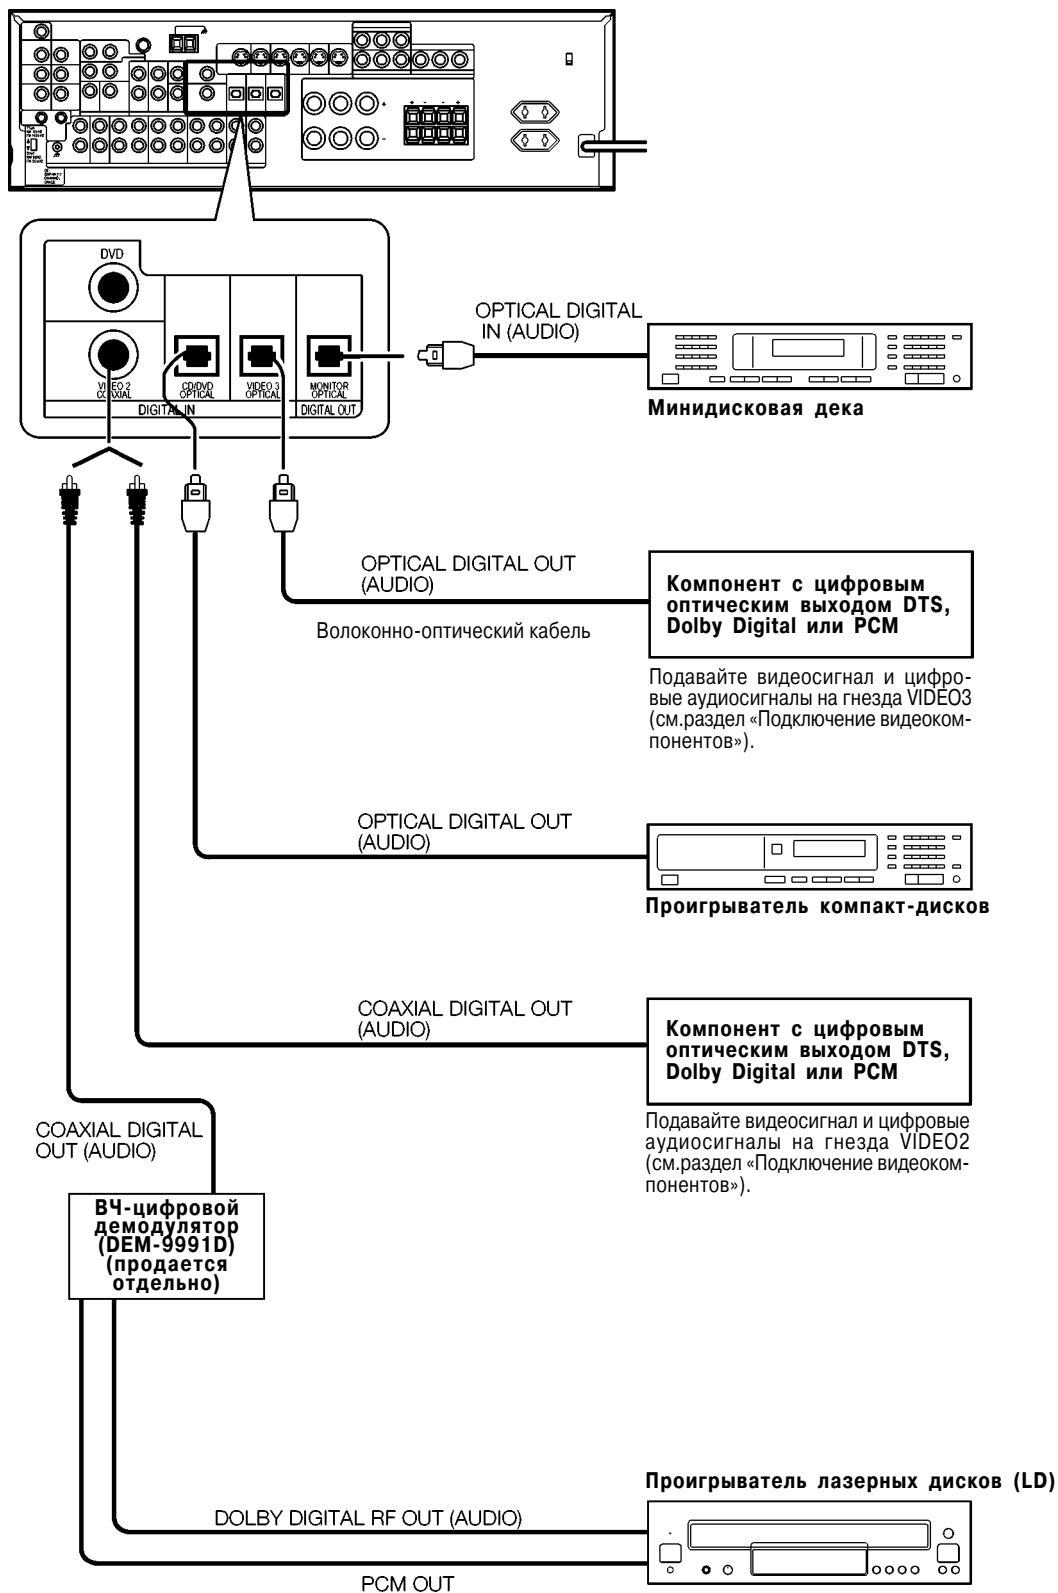 DVD
VIDEO 2
COAXIAL
CD/DVD
OPTICAL
VIDEO 3
OPTICAL
MONITOR
OPTICAL
DIGITAL IN
DIGITAL OUT
OPTICAL DIGITAL
IN (AUDIO)
Минидисковая дека
OPTICAL DIGITAL OUT
(AUDIO)
Волоконно-оптический кабель
Компонент с цифровым
оптическим выходом DTS,
Dolby Digital или PCM
Подавайте видеосигнал и цифро-
вые аудиосигналы на гнезда VIDEO3
(см.раздел «Подключение видеоком-
понентов»).
OPTICAL DIGITAL OUT
(AUDIO)
Проигрыватель компакт-дисков
COAXIAL DIGITAL OUT
(AUDIO)
Компонент с цифровым
оптическим выходом DTS,
Dolby Digital или PCM
Подавайте видеосигнал и цифровые
аудиосигналы на гнезда VIDEO2
(см.раздел «Подключение видеоком-
понентов»).
COAXIAL DIGITAL
OUT (AUDIO)
ВЧ-цифровой
демодулятор
(DEM-9991D)
(продается
отдельно)
Проигрыватель лазерных дисков (LD)
DOLBY DIGITAL RF OUT (AUDIO)
PCM OUT